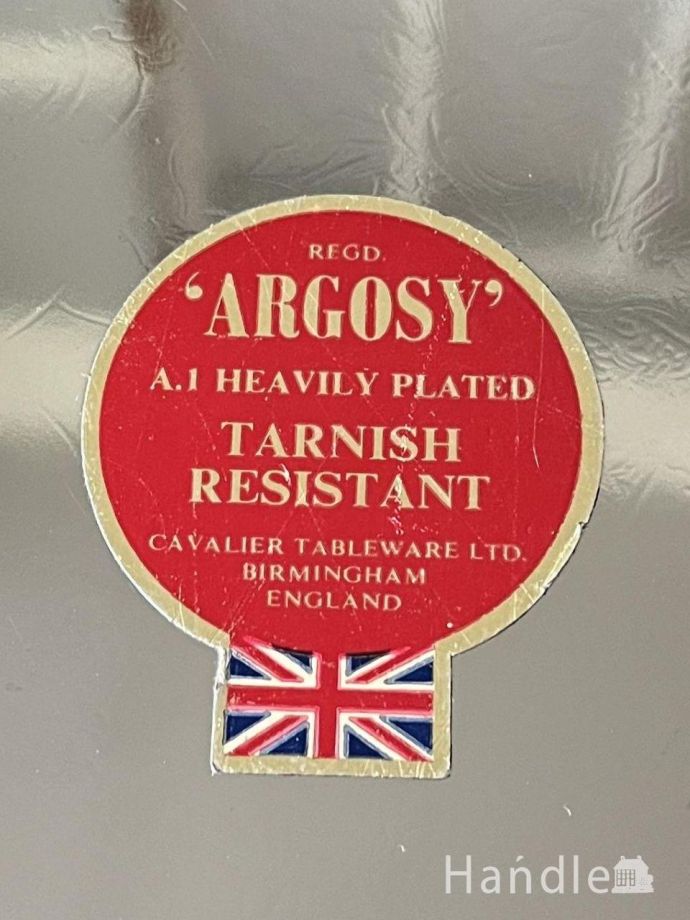 REGD.
‘ARGOSY’
A.1 HEAVILY PLATED
TARNISH
RESISTANT
CAVALIER TABLEWARE LTD.
BIRMINGHAM
ENGLAND
Handle